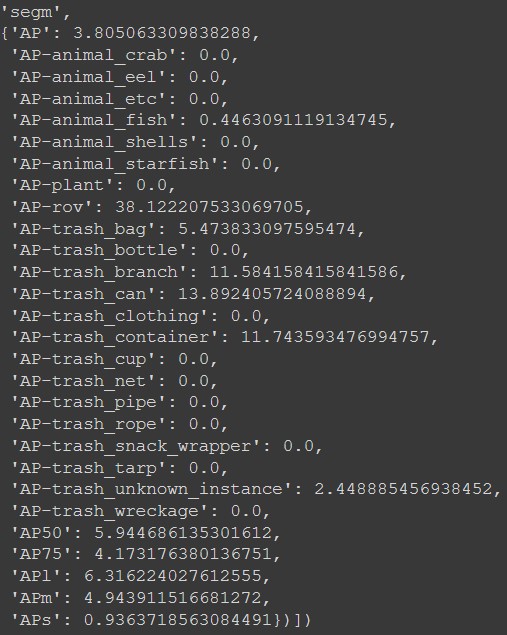 'segm',
{'AP': 3.805063309838288,
'AP-animal_crab': 0.0,
'AP-animal_eel': 0.0,
'AP-animal_etc': 0.0,
'AP-animal_fish': 0.4463091119134745,
'AP-animal_shells': 0.0,
'AP-animal_starfish': 0.0,
'AP-plant': 0.0,
'AP-rov': 38.122207533069705,
'AP-trash_bag': 5.473833097595474,
'AP-trash_bottle': 0.0,
'AP-trash_branch': 11.584158415841586,
'AP-trash_can': 13.892405724088894,
'AP-trash_clothing': 0.0,
'AP-trash_container': 11.743593476994757,
'AP-trash_cup': 0.0,
'AP-trash_net': 0.0,
'AP-trash_pipe': 0.0,
'AP-trash_rope': 0.0,
'AP-trash_snack_wrapper': 0.0,
'AP-trash_tarp': 0.0,
'AP-trash_unknown_instance': 2.448885456938452,
'AP-trash_wreckage': 0.0,
'AP50': 5.944686135301612,
'AP75': 4.173176380136751,
'APl': 6.316224027612555,
'APm': 4.943911516681272,
'APs': 0.9363718563084491})])